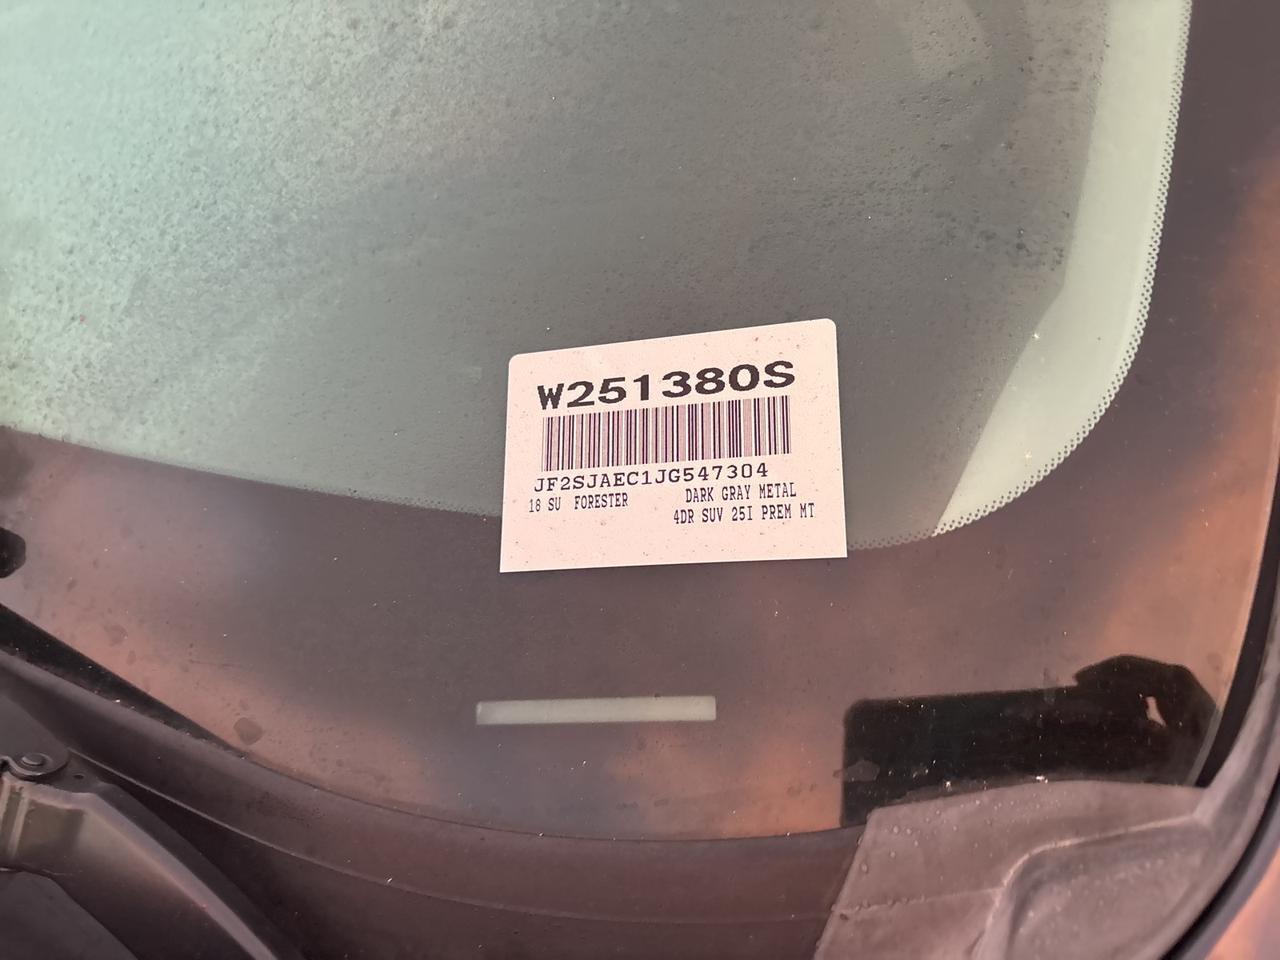 W251380S
JF2SJAEC1JG547304
18 SU FORESTER DARK GRAY METAL
4DR SUV 25I PREM MT